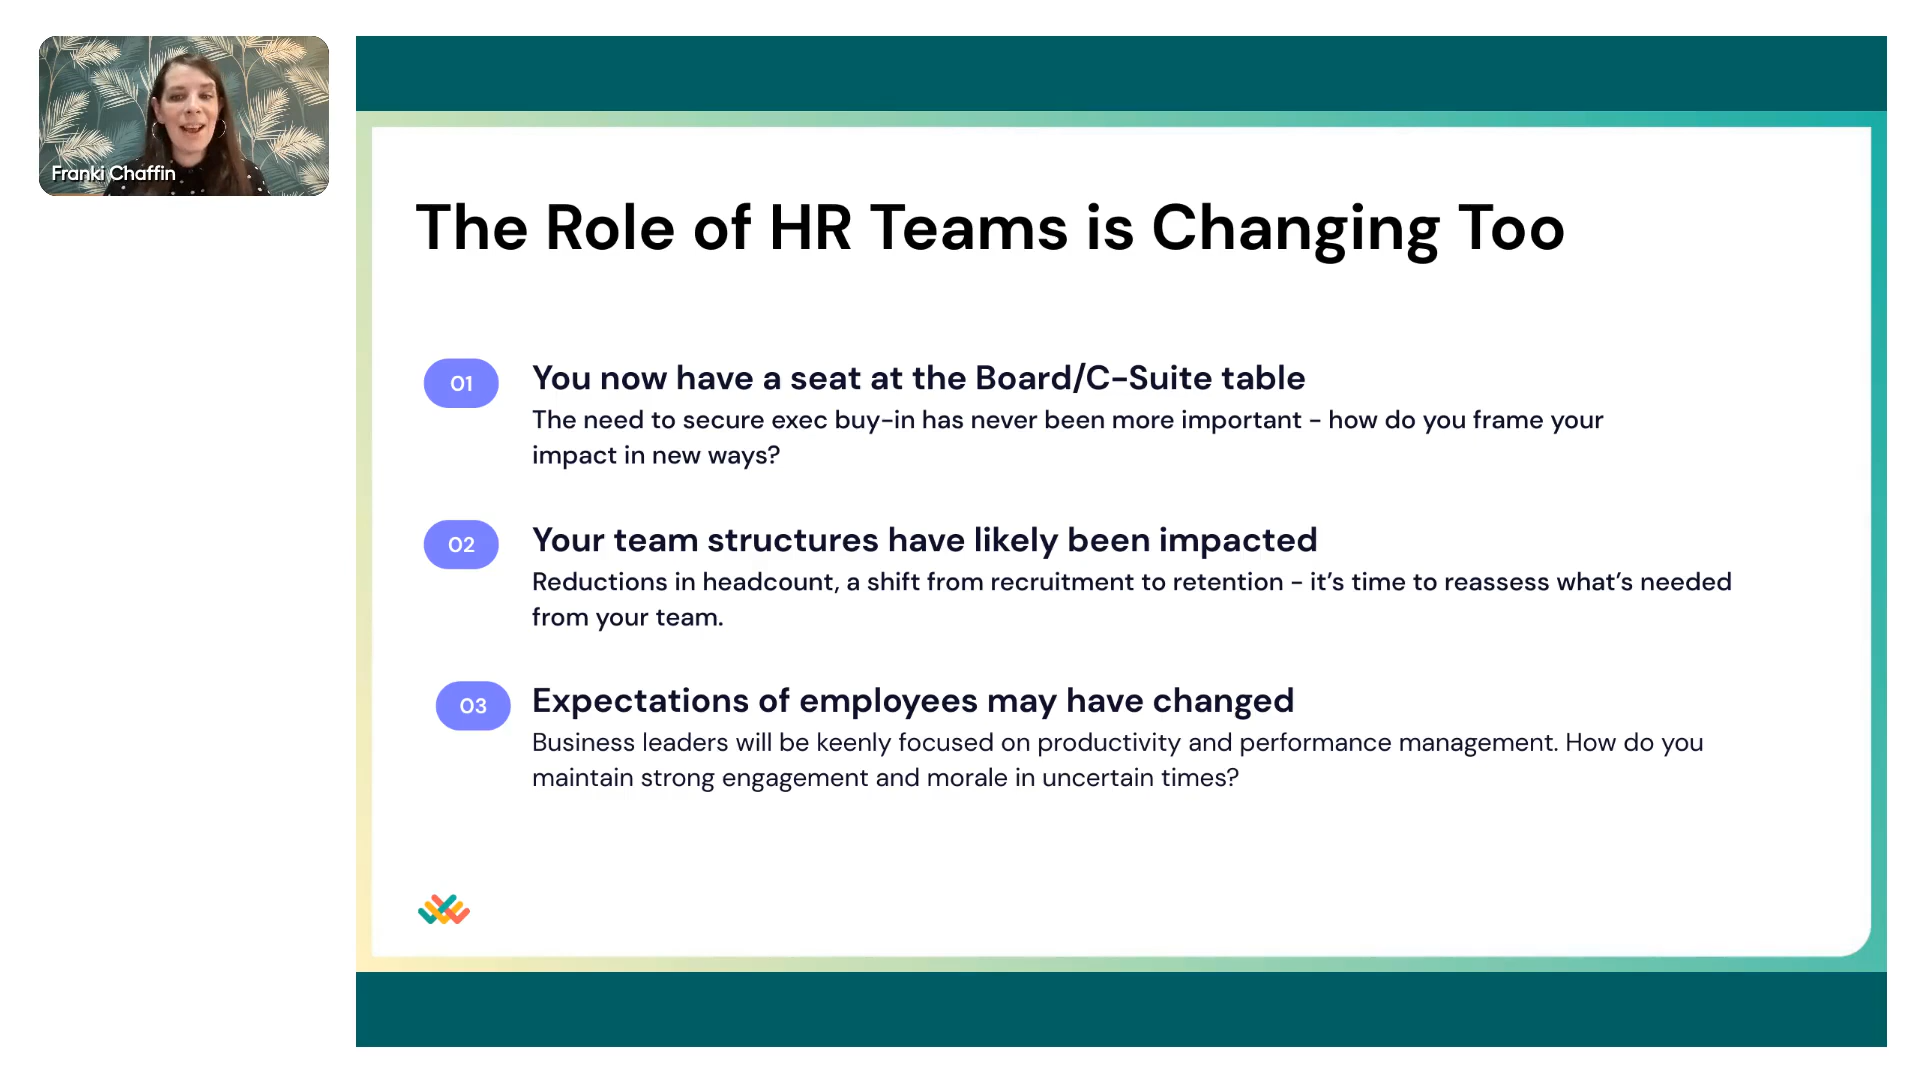 Franki Chaffin
The Role of HR Teams is Changing Too
01
You now have a seat at the Board/C-Suite table
The need to secure exec buy-in has never been more important - how do you frame your
impact in new ways?
02
Your team structures have likely been impacted
Reductions in headcount, a shift from recruitment to retention - it’s time to reassess what’s needed
from your team.
03
Expectations of employees may have changed
Business leaders will be keenly focused on productivity and performance management. How do you
maintain strong engagement and morale in uncertain times?